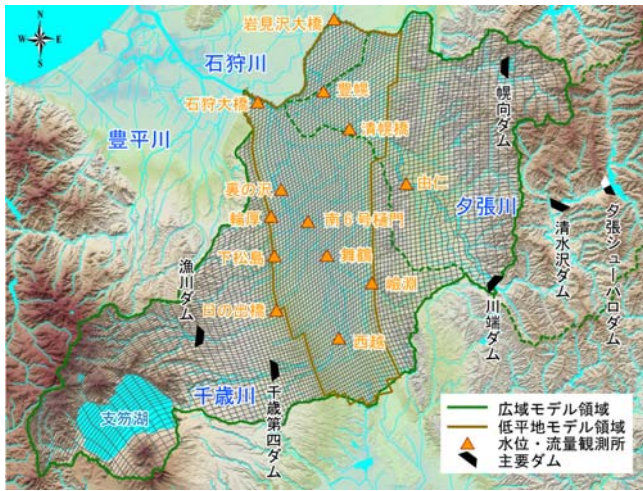 岩見沢大橋
N
W
E
S
石狩川
豊幌
幌向ダム
石狩大橋
清幌橋
豊平川
裏の沢
由仁
夕張川
輪厚
南6号樋門
清水沢ダム
夕張シューパロダム
下松島
舞鶴
漁川ダム
嶮淵
川端ダム
日の出橋
西越
千歳川
千歳第四ダム
支笏湖
広域モデル領域
低平地モデル領域
水位・流量観測所
主要ダム